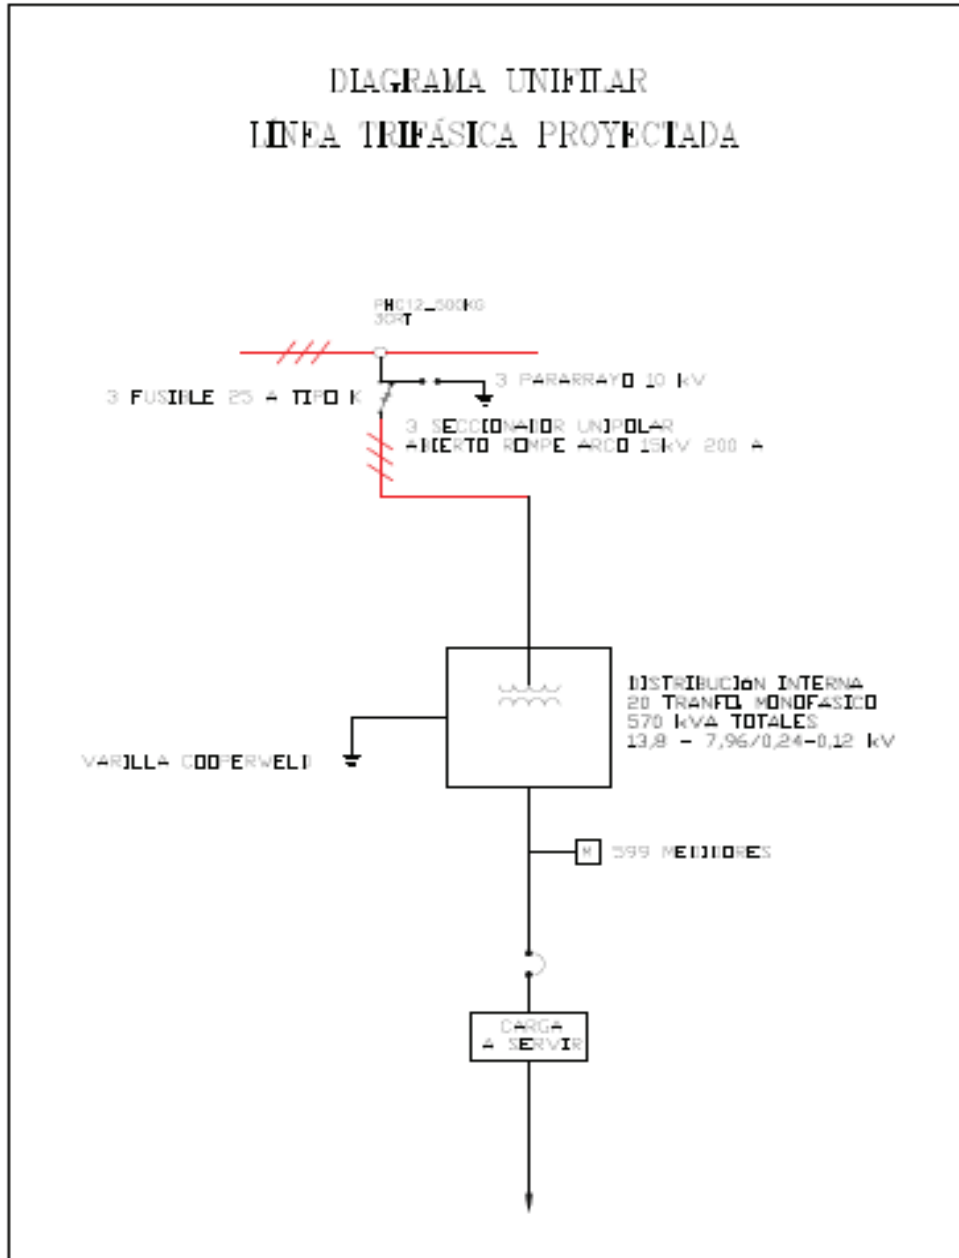 DIAGRAMA UNIFILAR
LÍNEA TRIFÁSICA PROYECTADA
PHC12_500KG
3CRT
3 PARARRAYO 10 kV
3 FUSIBLE 25 A TIPO K
3 SECCIONADOR UNIPOLAR
ABIERTO ROMPE ARCO 15kV 200 A
DISTRIBUCIóN INTERNA
20 TRANFO. MONOFASICO
570 kVA TOTALES
13,8 - 7,96/0,24-0,12 kV
VARILLA COOPERWELD
M 599 MEDIDORES
CARGA
A SERVIR